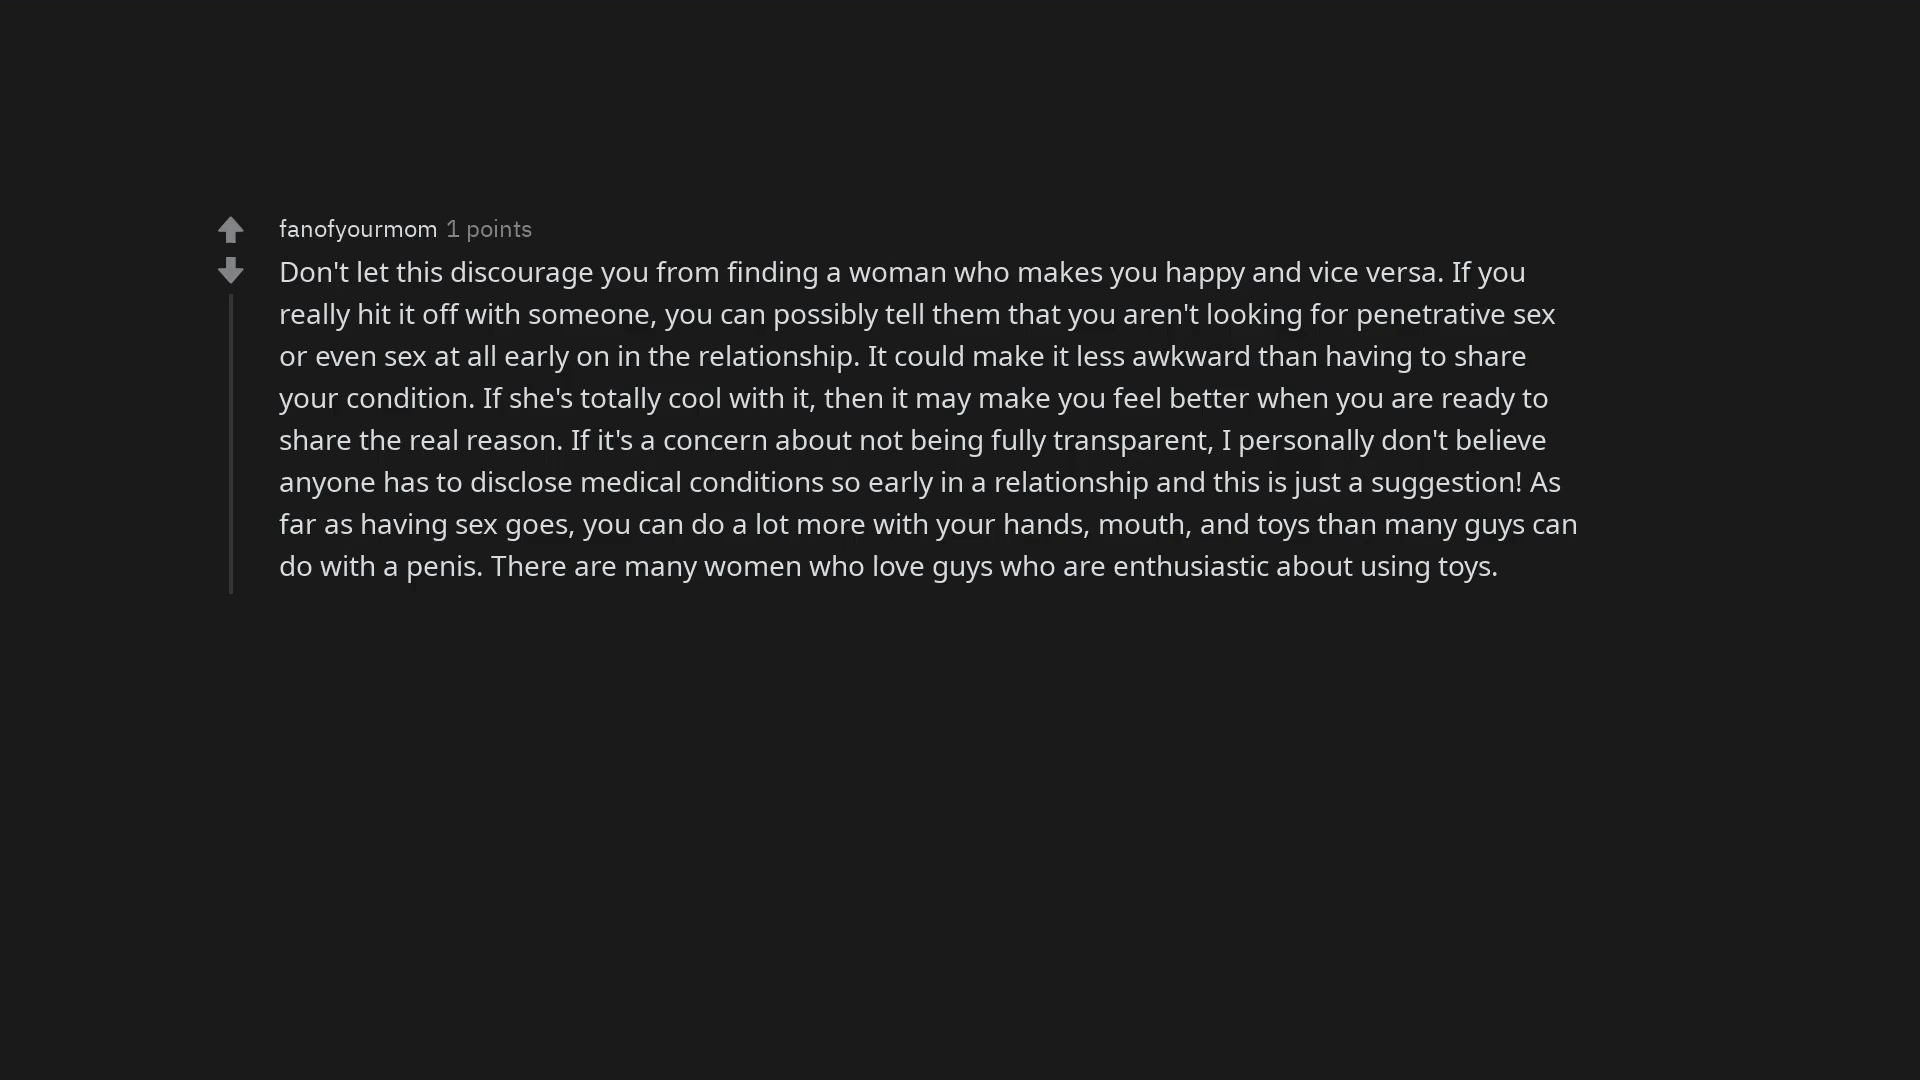 fanofyourmom 1 points
Don't let this discourage you from finding a woman who makes you happy and vice versa. If you
really hit it off with someone, you can possibly tell them that you aren't looking for penetrative sex
or even sex at all early on in the relationship. It could make it less awkward than having to share
your condition. If she's totally cool with it, then it may make you feel better when you are ready to
share the real reason. If it's a concern about not being fully transparent, I personally don't believe
anyone has to disclose medical conditions so early in a relationship and this is just a suggestion! As
far as having sex goes, you can do a lot more with your hands, mouth, and toys than many guys can
do with a penis. There are many women who love guys who are enthusiastic about using toys.